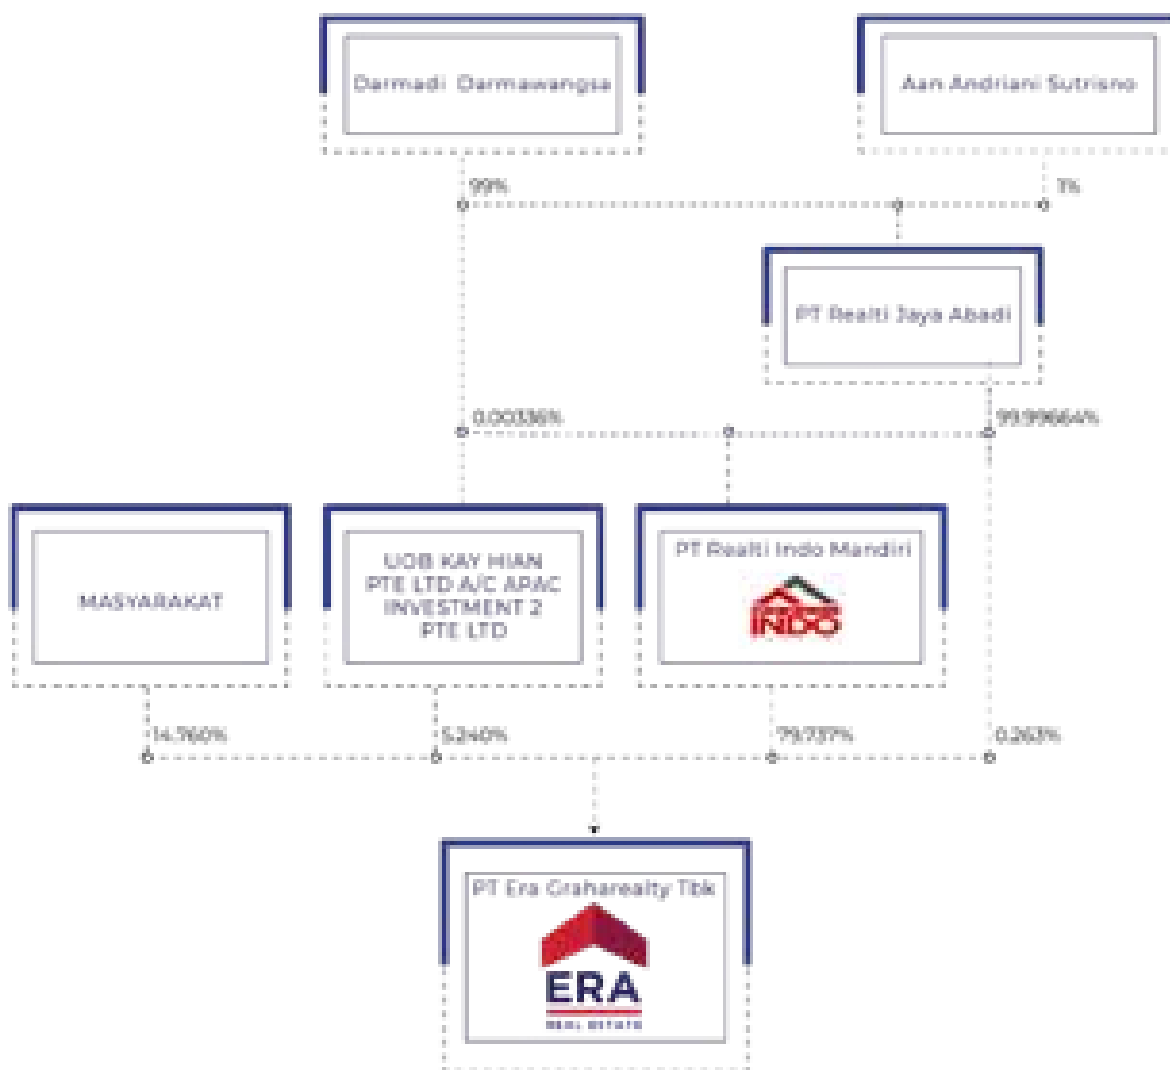 Darmadi Darmawangsa
Aan Andriani Sutrisno
99%
1%
PT Realti Jaya Abadi
0.00336%
99.99664%
MASYARAKAT
UOB KAY HIAN
PTE LTD A/C APAC
INVESTMENT 2
PTE LTD
PT Realti Indo Mandiri
INDO
14.760%
5.240%
79.737%
0.263%
PT Era Graharealty Tbk
ERA
REAL ESTATE